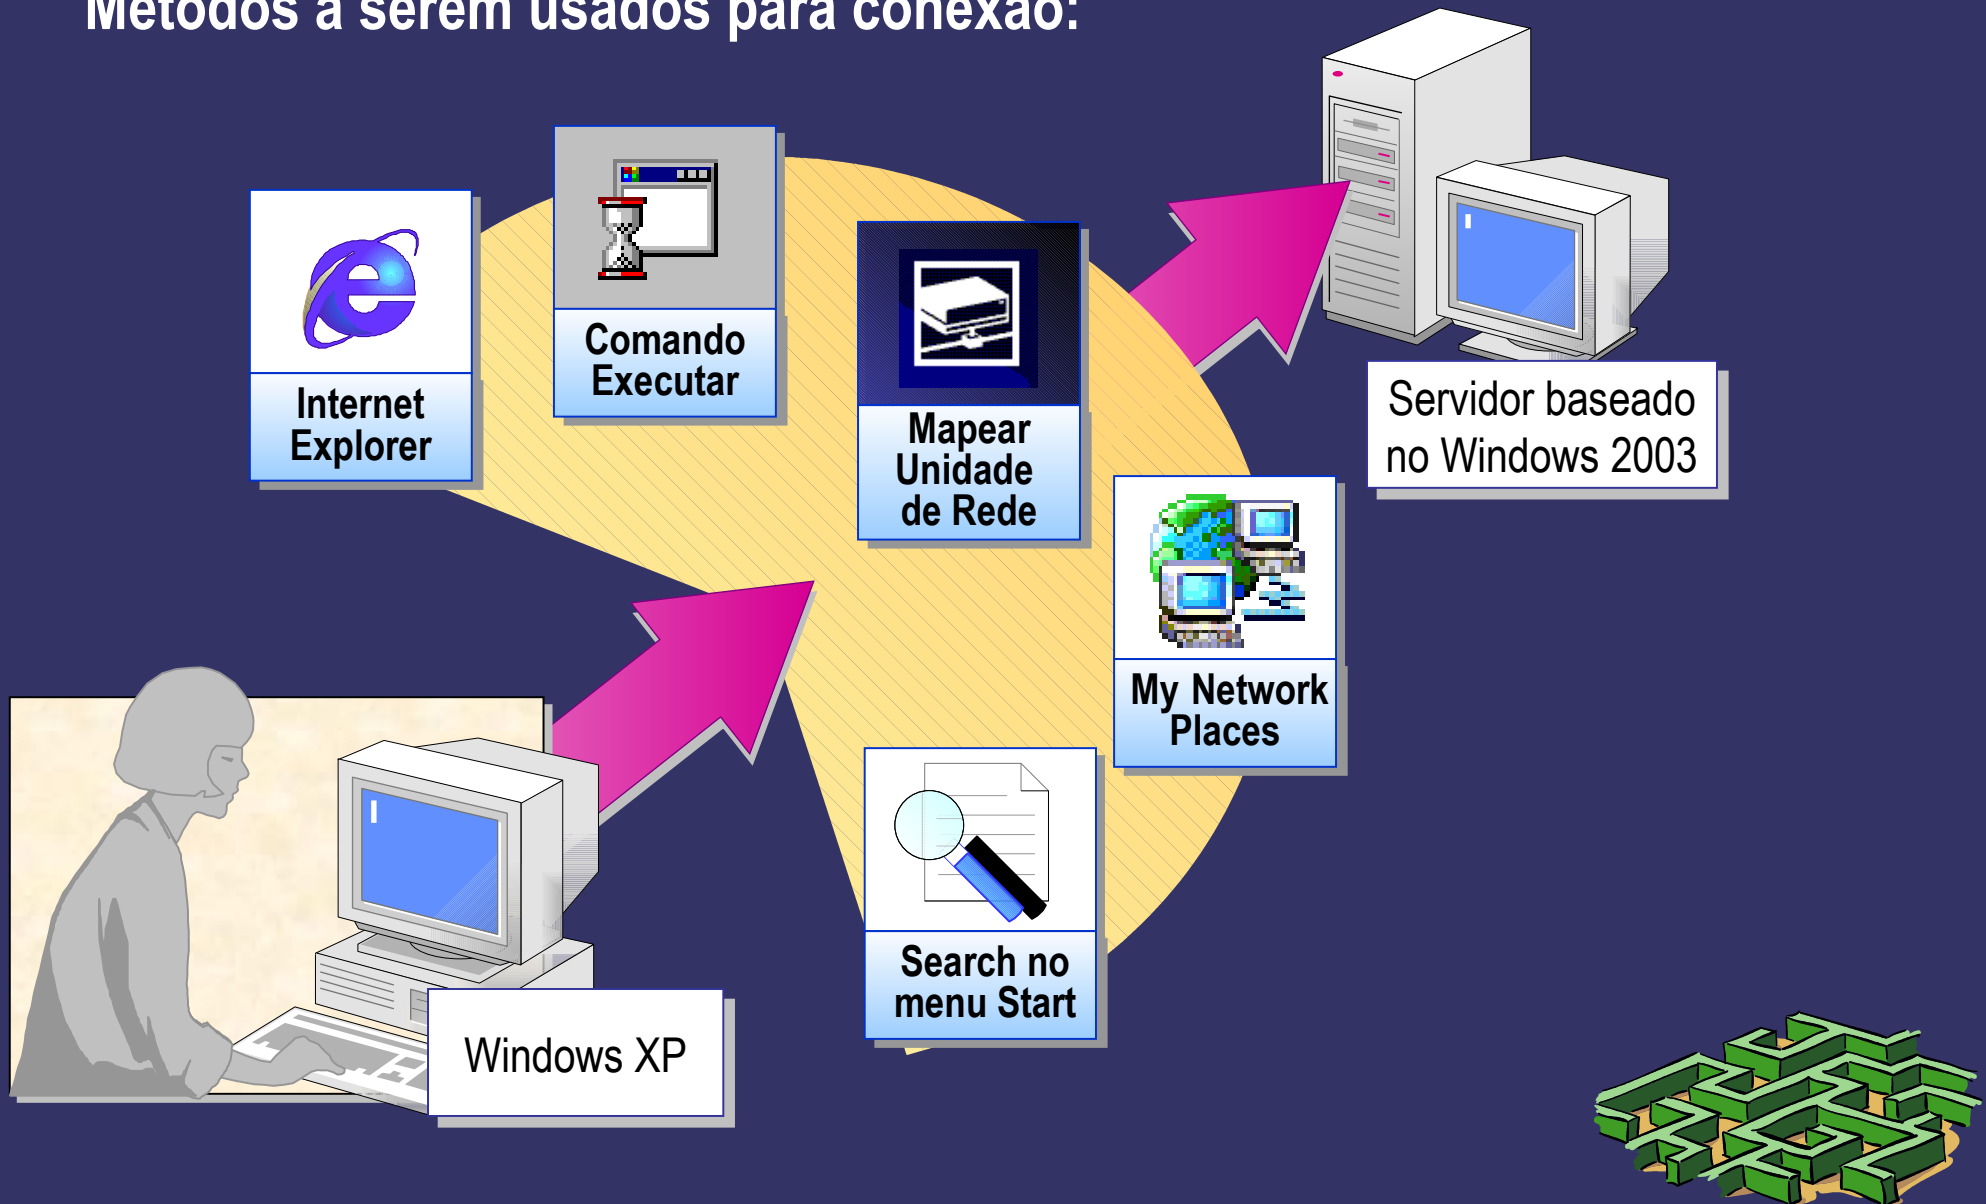 Métodos a serem usados para conexão:
Comando
Executar
Internet
Explorer
Mapear
Unidade
de Rede
Servidor baseado
no Windows 2003
My Network
Places
Search no
menu Start
Windows XP